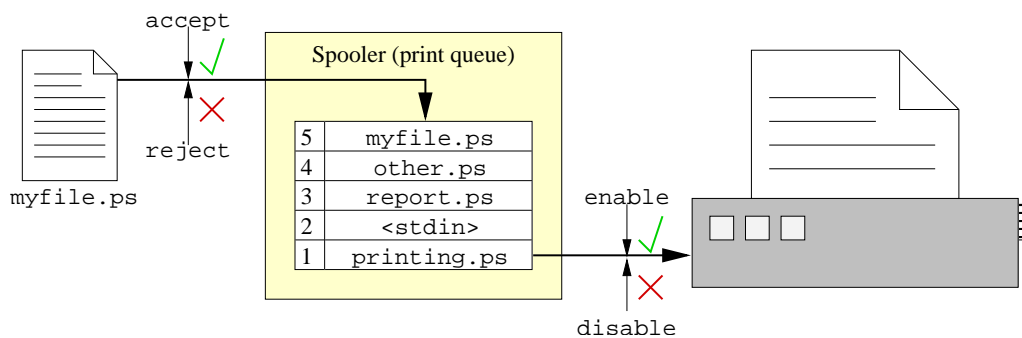 accept
Spooler (print queue)
reject
myfile.ps
5 myfile.ps
4 other.ps
3 report.ps
2 <stdin>
1 printing.ps
enable
disable